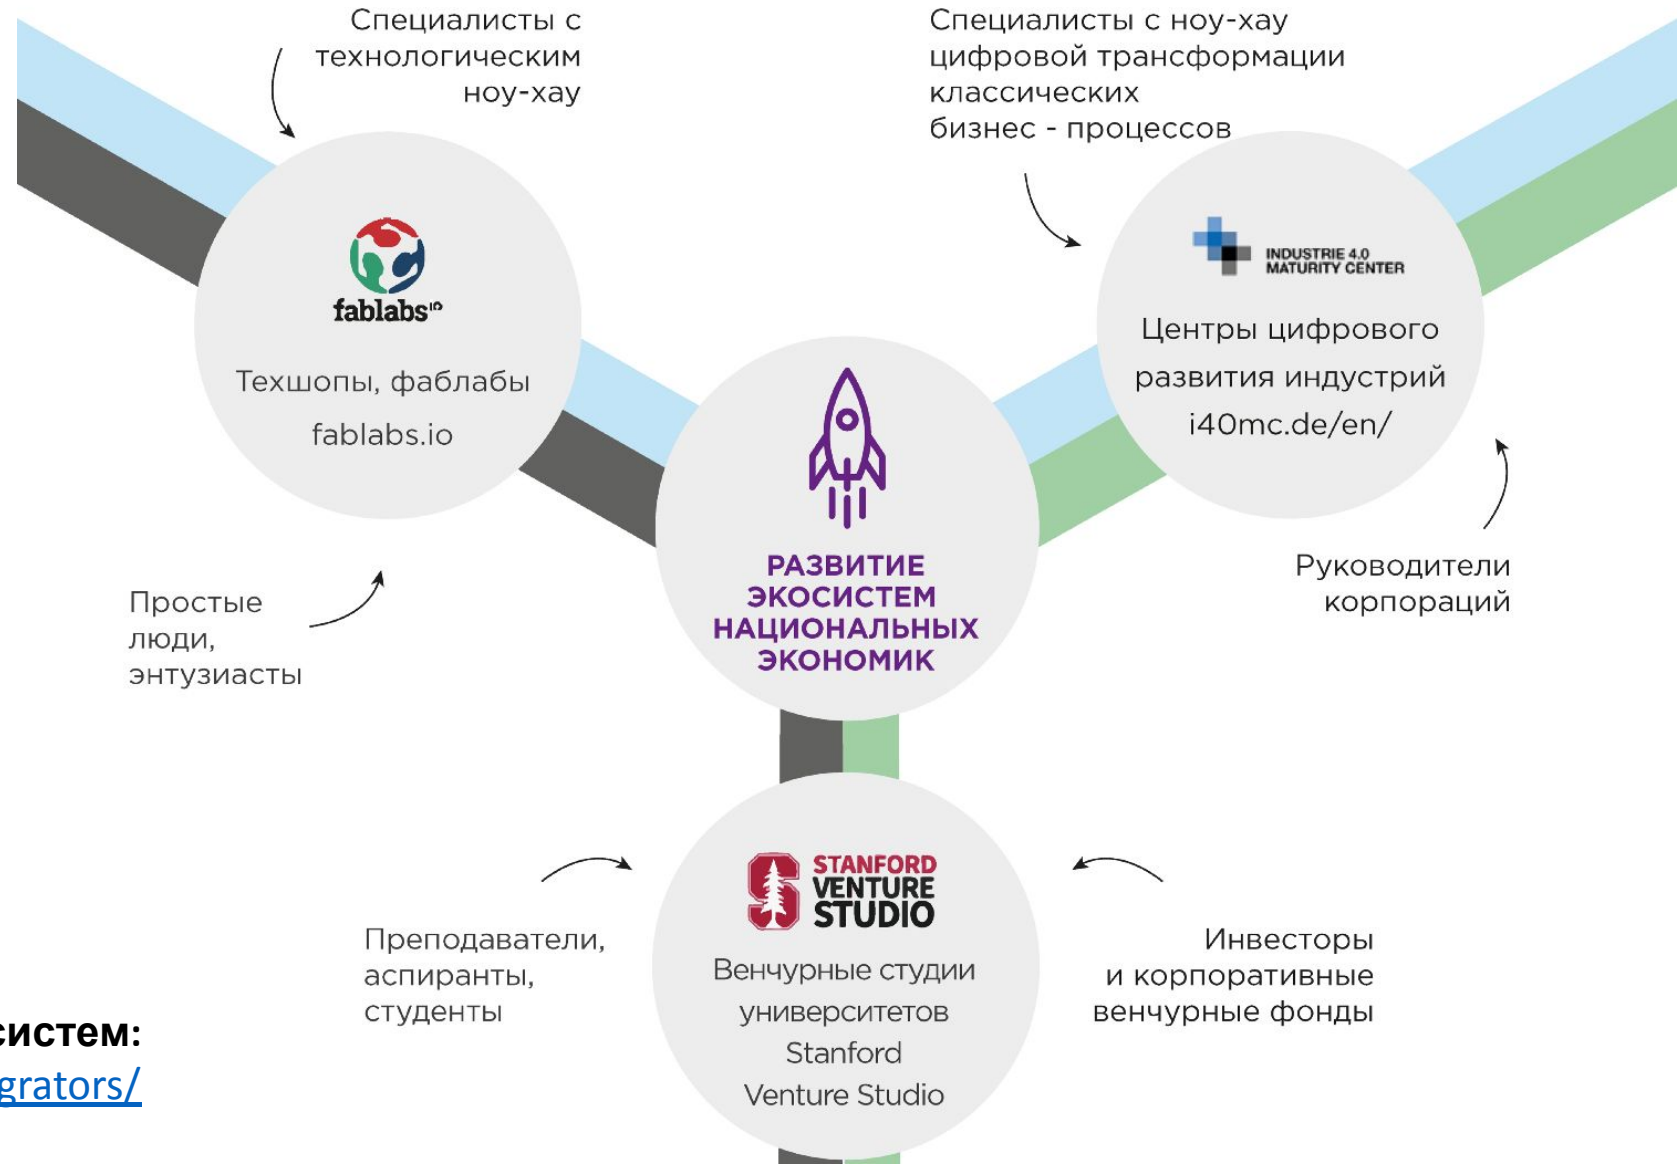 Специалисты с
технологическим
ноу-хау
Специалисты с ноу-хау
цифровой трансформации
классических
бизнес - процессов
fablabs.io
Техшопы, фаблабы
fablabs.io
INDUSTRIE 4.0
MATURITY CENTER
Центры цифрового
развития индустрий
i40mc.de/en/
РАЗВИТИЕ
ЭКОСИСТЕМ
НАЦИОНАЛЬНЫХ
ЭКОНОМИК
Простые
люди,
энтузиасты
Руководители
корпораций
STANFORD
VENTURE
STUDIO
Венчурные студии
университетов
Stanford
Venture Studio
Преподаватели,
аспиранты,
студенты
Инвесторы
и корпоративные
венчурные фонды
систем:
grators/